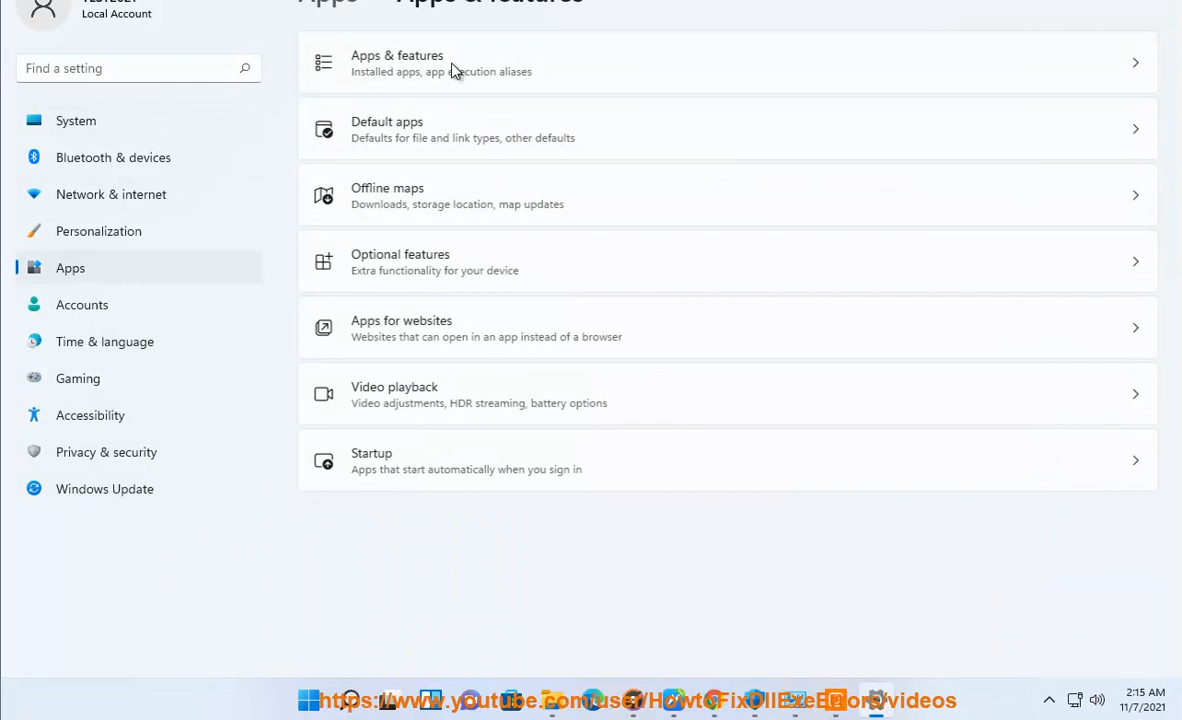 Apps Apps & features
TEST2021
Local Account
Find a setting
System
Bluetooth & devices
Network & internet
Personalization
Apps
Accounts
Time & language
Gaming
Accessibility
Privacy & security
Windows Update
Apps & features
Installed apps, app execution aliases
Default apps
Defaults for file and link types, other defaults
Offline maps
Downloads, storage location, map updates
Optional features
Extra functionality for your device
Apps for websites
Websites that can open in an app instead of a browser
Video playback
Video adjustments, HDR streaming, battery options
Startup
Apps that start automatically when you sign in
https://www.youtube.com/user/HowtoFixDllExeErrors/videos
2:15 AM
11/7/2021